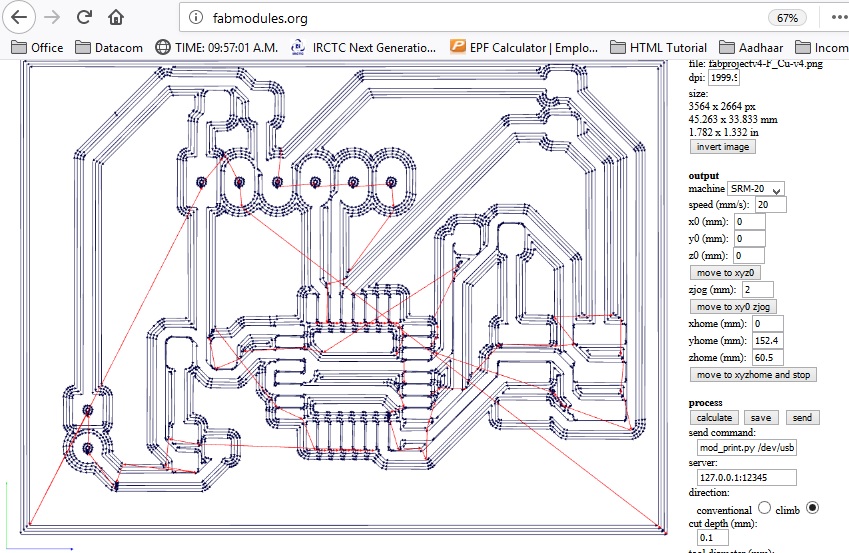 fabmodules.org
67%
Office Datacom TIME: 09:57:01 A.M. IRCTC Next Generatio... EPF Calculator | Emplo... HTML Tutorial Aadhaar Incom
file: fabprojectv4-F_Cu-v4.png
dpi: 1999.9
size:
3564 x 2664 px
45.263 x 33.833 mm
1.782 x 1.332 in
invert image
output
machine SRM-20
speed (mm/s): 20
x0 (mm): 0
y0 (mm): 0
z0 (mm): 0
move to xyz0
zjog (mm): 2
move to xy0 zjog
xhome (mm): 0
yhome (mm): 152.4
zhome (mm): 60.5
move to xyzhome and stop
process
calculate save send
send command:
mod_print.py /dev/usb
server:
127.0.0.1:12345
direction:
conventional climb
cut depth (mm):
0.1
tool diameter (mm):